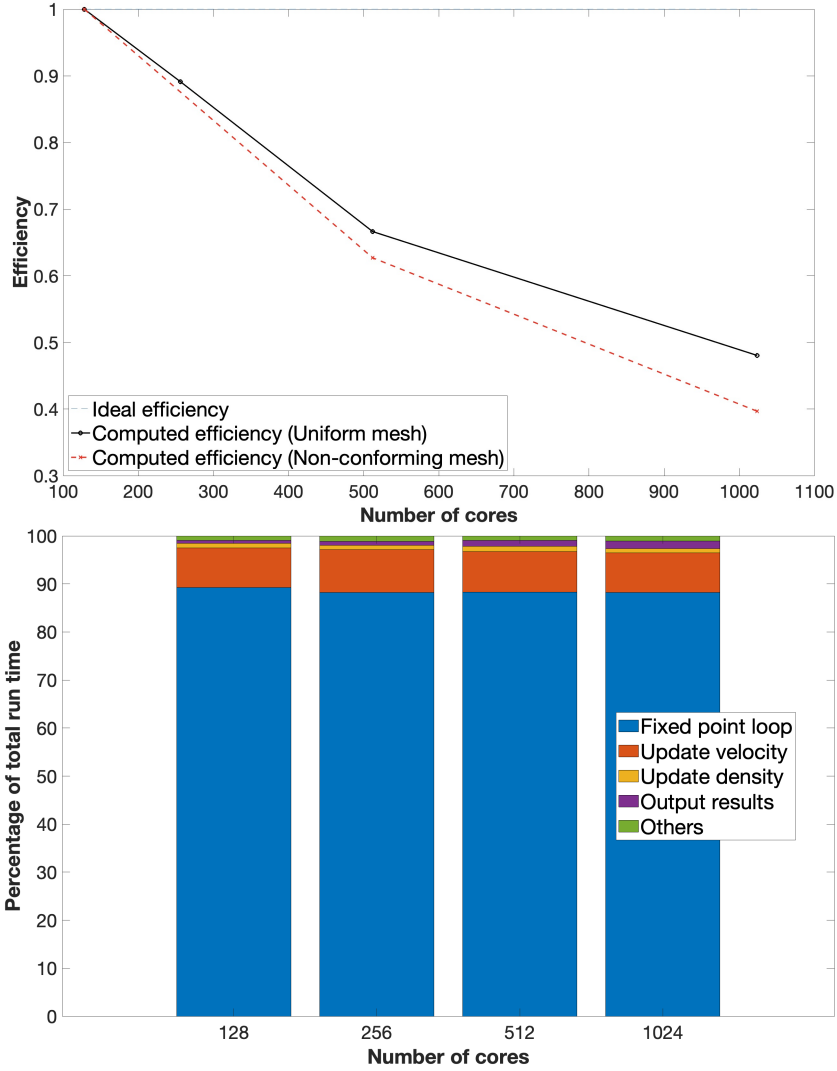 1
0.9
0.8
0.7
0.6
0.5
0.4
0.3
Efficiency
Ideal efficiency
Computed efficiency (Uniform mesh)
Computed efficiency (Non-conforming mesh)
100 200 300 400 500 600 700 800 900 1000 1100
Number of cores
100
90
80
70
60
50
40
30
20
10
0
Percentage of total run time
Fixed point loop
Update velocity
Update density
Output results
Others
128 256 512 1024
Number of cores